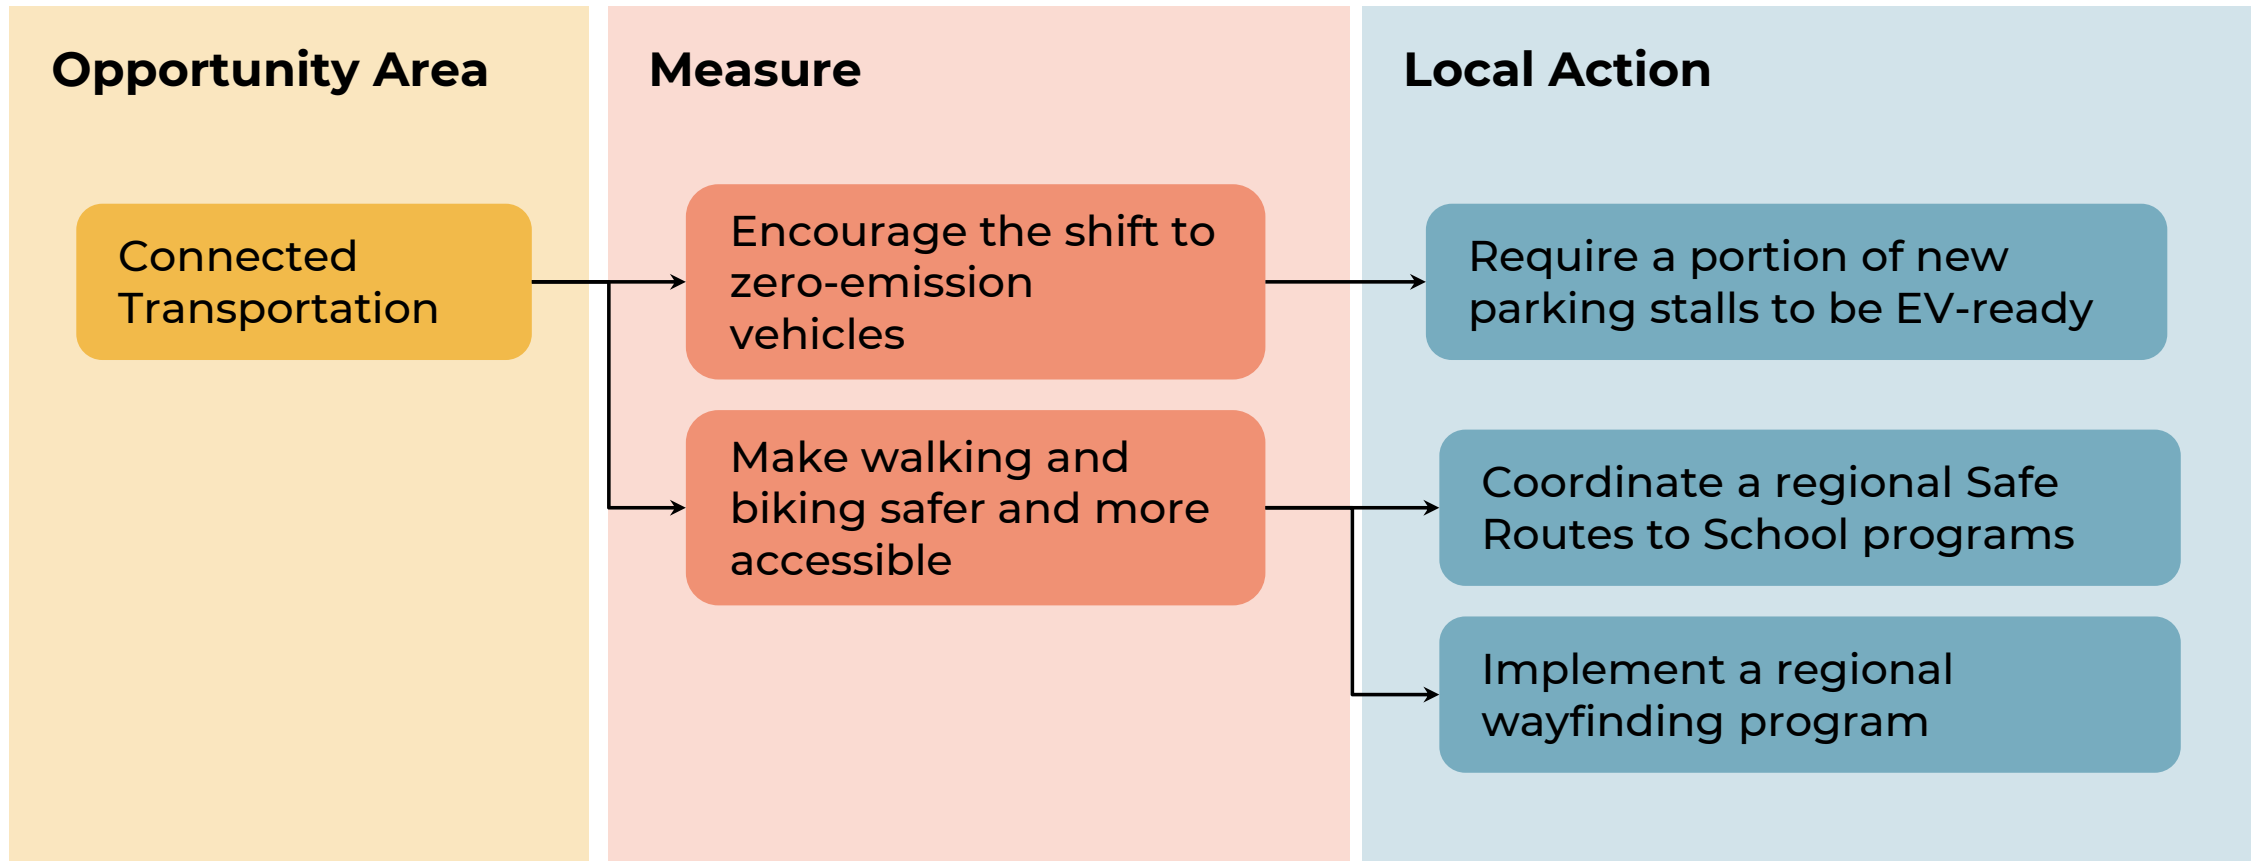 Opportunity Area
Measure
Local Action
Connected
Transportation
Encourage the shift to
zero-emission
vehicles
Require a portion of new
parking stalls to be EV-ready
Make walking and
biking safer and more
accessible
Coordinate a regional Safe
Routes to School programs
Implement a regional
wayfinding program